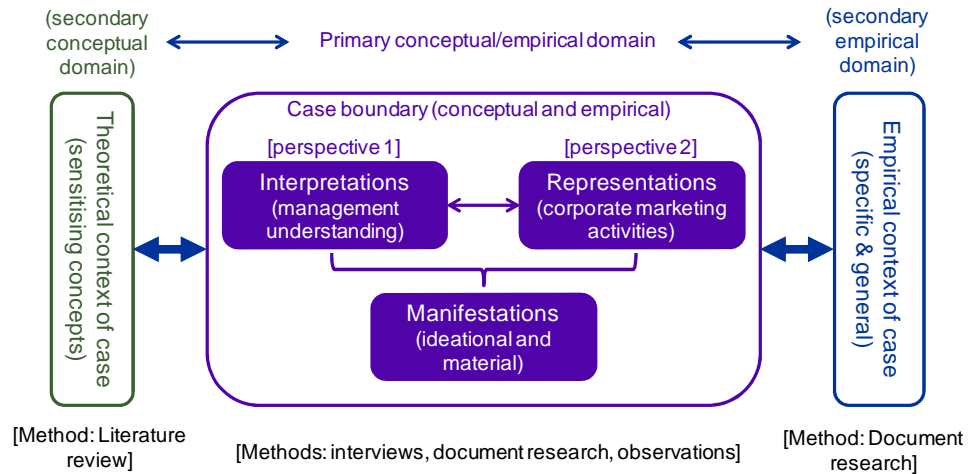 (secondary
conceptual
domain)
Primary conceptual/empirical domain
(secondary
empirical
domain)
Theoretical context of case
(sensitising concepts)
Case boundary (conceptual and empirical)
[perspective 1]
Interpretations
(management
understanding)
[perspective 2]
Representations
(corporate marketing
activities)
Manifestations
(ideational and
material)
Empirical context of case
(specific & general)
[Method: Literature
review]
[Methods: interviews, document research, observations]
[Method: Document
research]